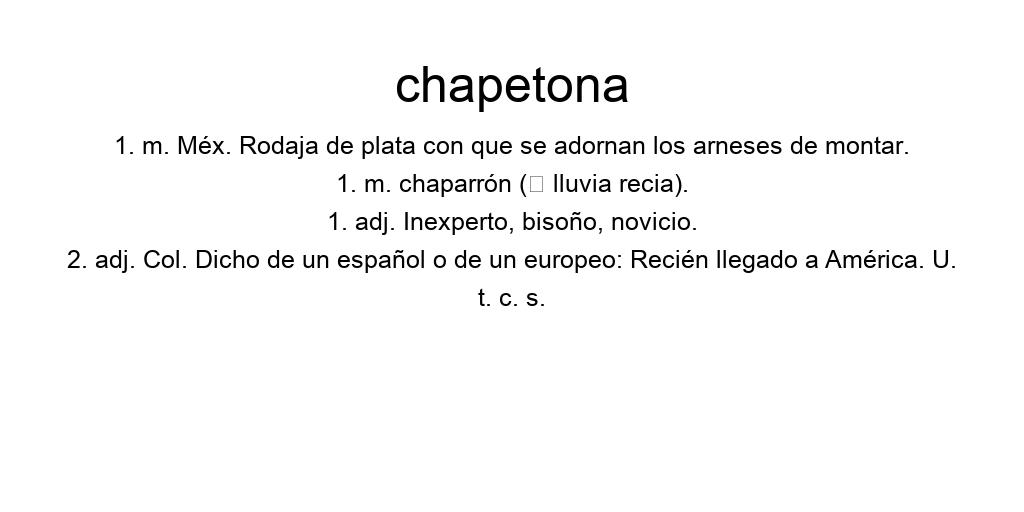 chapetona
1. m. Méx. Rodaja de plata con que se adornan los arneses de montar.
1. m. chaparrón (□ lluvia recia).
1. adj. Inexperto, bisoño, novicio.
2. adj. Col. Dicho de un español o de un europeo: Recién llegado a América. U.
t. c. s.